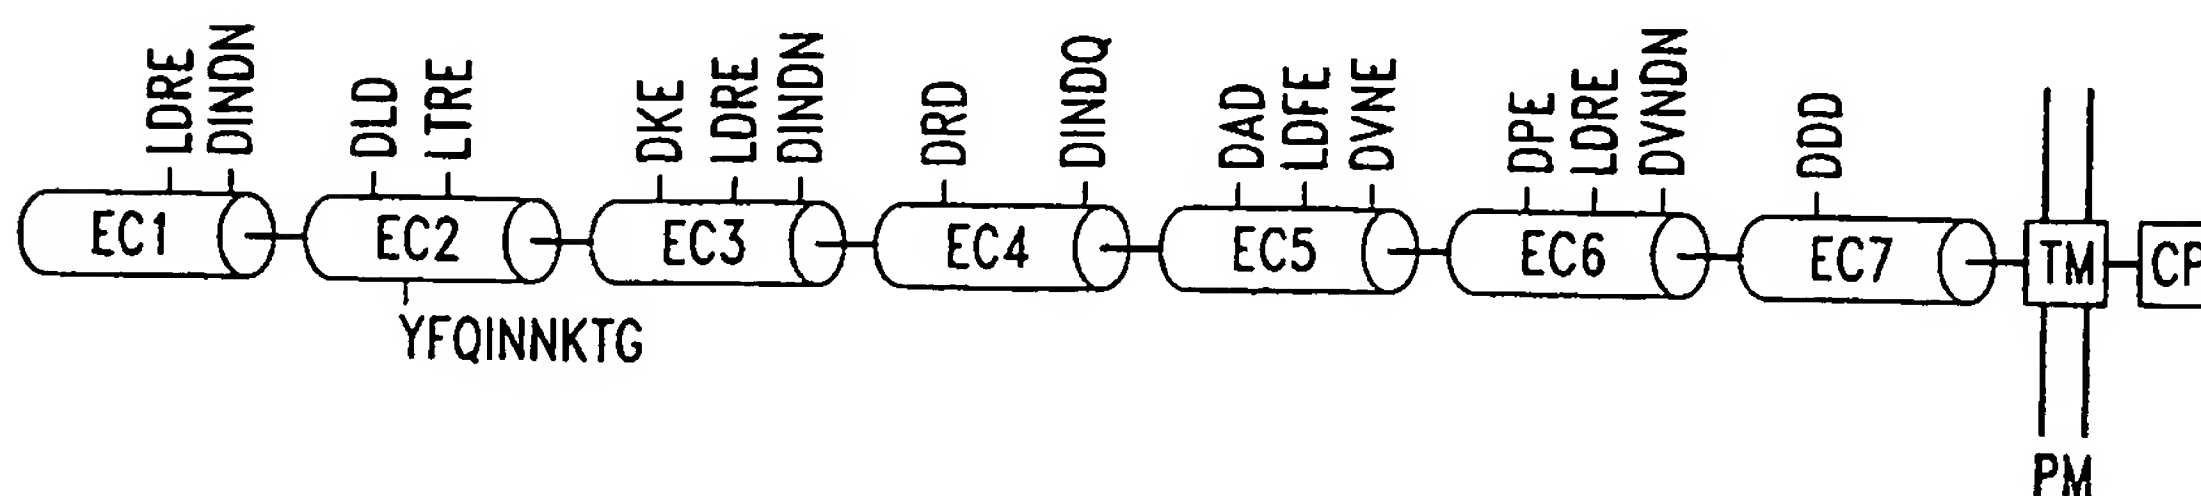 LDRE
DINDN
DLD
LTRE
DKE
LDRE
DINDN
DRD
DINDQ
DAD
LDFE
DVNE
DPE
LDRE
DVNDN
DDD
EC1
EC2
EC3
EC4
EC5
EC6
EC7
TM
CP
YFQINNKTG
PM